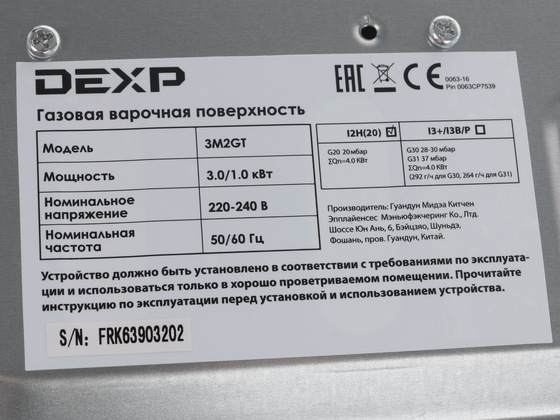 DEXP
EAC CE
0063-16
Pin 0063CP7539
Газовая варочная поверхность
Модель 3M2GT
Мощность 3.0/1.0 кВт
Номинальное напряжение 220-240 В
Номинальная частота 50/60 Гц
I2H(20) ☑ I3+/I3B/P ☐
G20 20мбар
ΣQn=4.0 КВт
G30 28-30 мбар
G31 37 мбар
ΣQn=4.0 КВт
(292 г/ч для G30, 264 г/ч для G31)
Производитель: Гуандун Мидэа Китчен
Эпплайенсес Мэньюфэкчеринг Ко., Лтд.
Шоссе Юн Ань, 6, Бэйцзяо, Шуньдэ,
Фошань, пров. Гуандун, Китай.
Устройство должно быть установлено в соответствии с требованиями по эксплуата-
ции и использоваться только в хорошо проветриваемом помещении. Прочитайте
инструкцию по эксплуатации перед установкой и использованием устройства.
S/N: FRK63903202